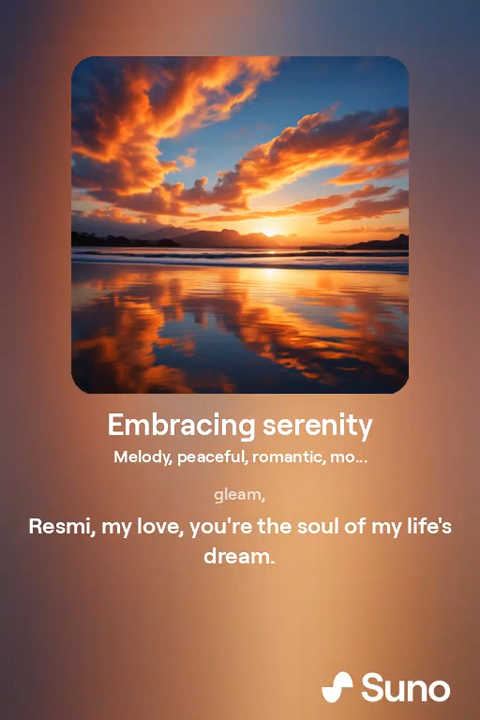 Embracing serenity
Melody, peaceful, romantic, mo...
gleam,
Resmi, my love, you're the soul of my life's
dream.
Suno